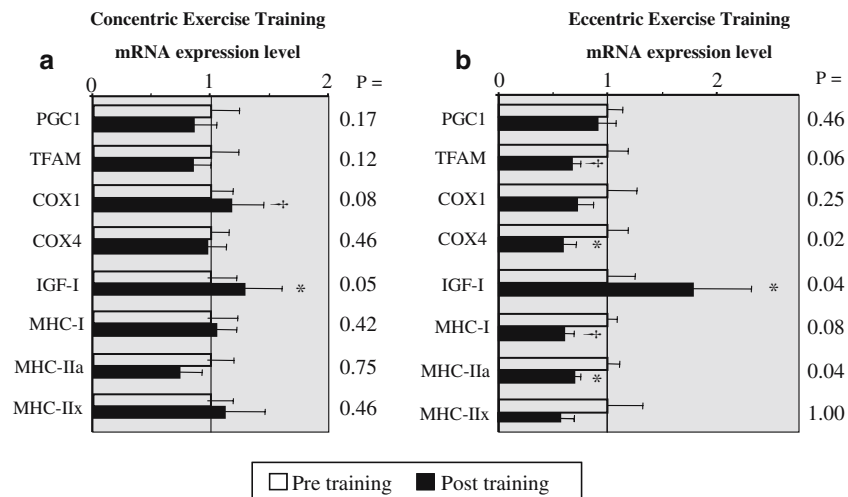 Concentric Exercise Training
mRNA expression level
a
P =
0 1 2
PGC1 0.17
TFAM 0.12
COX1 ⊸† 0.08
COX4 0.46
IGF-I * 0.05
MHC-I 0.42
MHC-IIa 0.75
MHC-IIx 0.46
Eccentric Exercise Training
mRNA expression level
b
P =
0 1 2
PGC1 0.46
TFAM ⊸† 0.06
COX1 0.25
COX4 * 0.02
IGF-I * 0.04
MHC-I ⊸† 0.08
MHC-IIa * 0.04
MHC-IIx 1.00
Pre training Post training